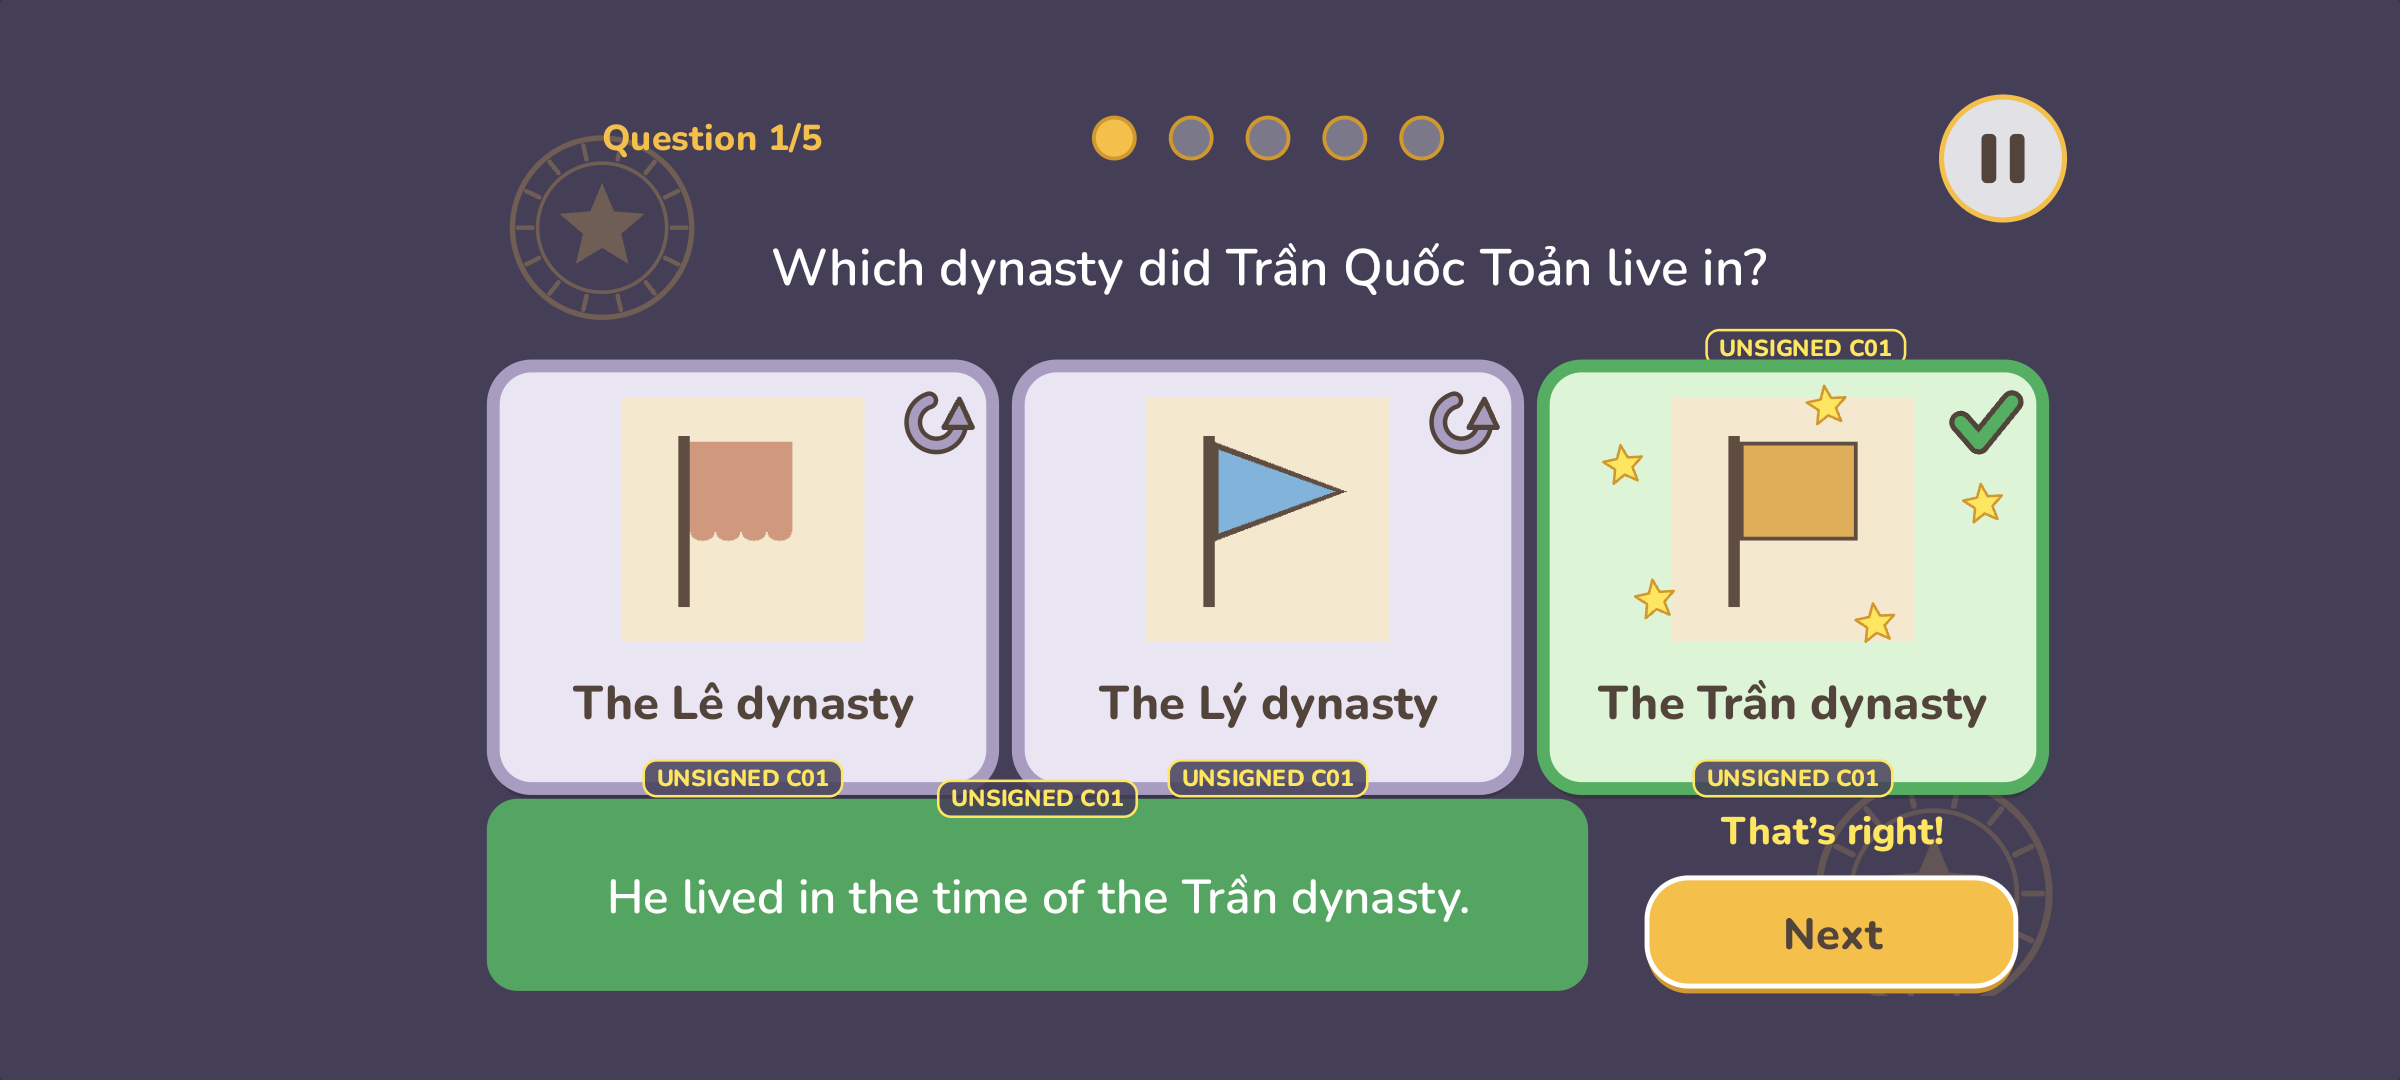 Question 1/5
Which dynasty did Trần Quốc Toản live in?
UNSIGNED C01
The Lê dynasty
The Lý dynasty
The Trần dynasty
UNSIGNED C01
UNSIGNED C01
UNSIGNED C01
UNSIGNED C01
He lived in the time of the Trần dynasty.
That's right!
Next